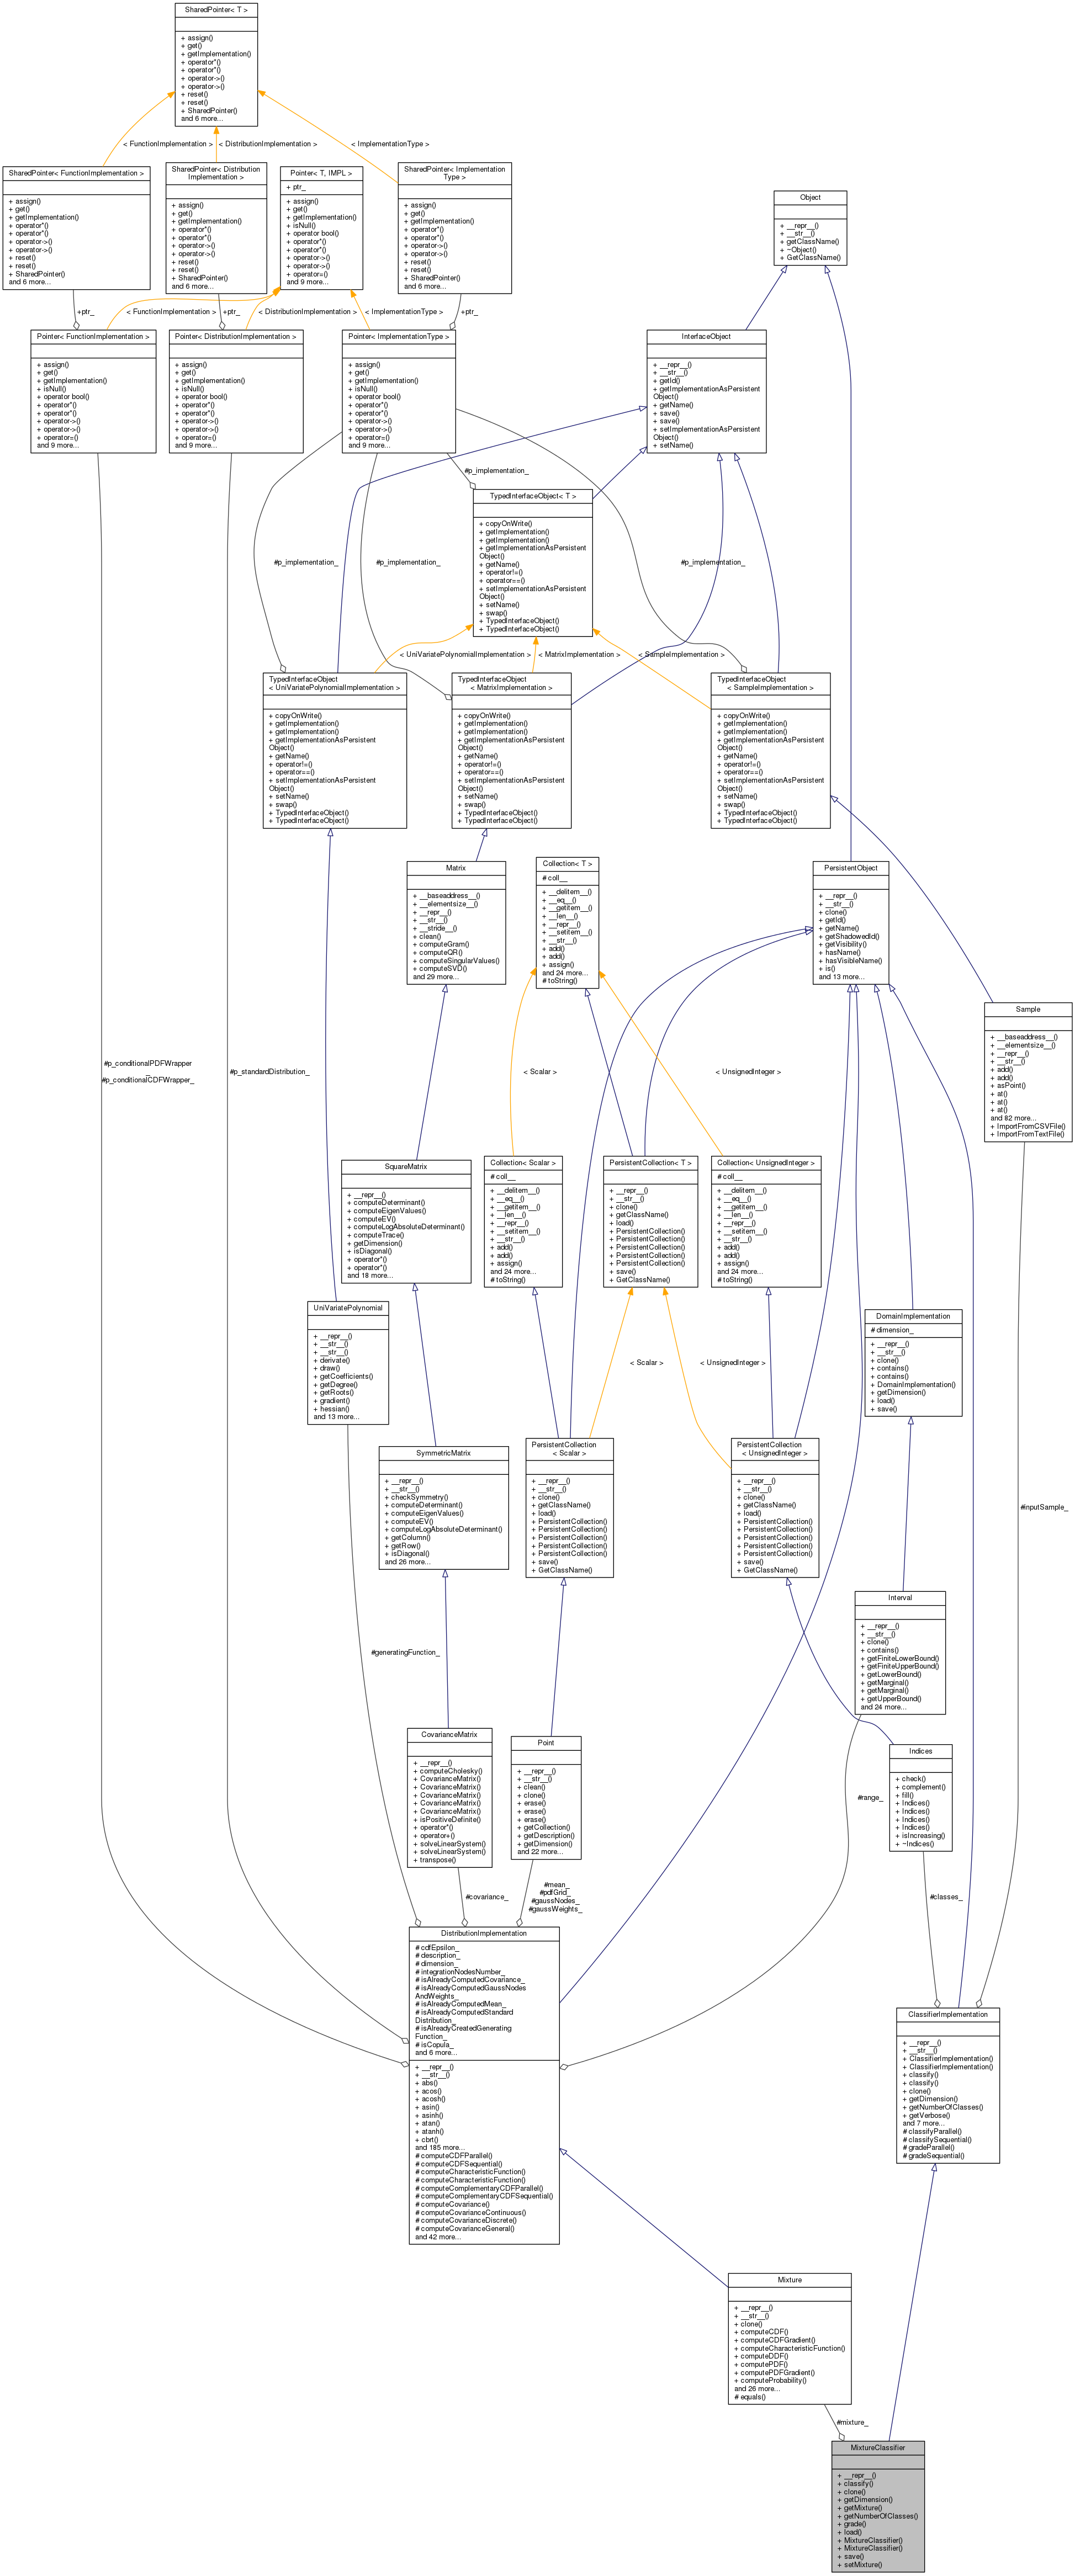 SharedPointer< T >
+ assign()
+ get()
+ getImplementation()
+ operator*()
+ operator*()
+ operator->()
+ operator->()
+ reset()
+ reset()
+ SharedPointer()
and 6 more...
< FunctionImplementation >
< DistributionImplementation >
< ImplementationType >
SharedPointer< FunctionImplementation >
+ assign()
+ get()
+ getImplementation()
+ operator*()
+ operator*()
+ operator->()
+ operator->()
+ reset()
+ reset()
+ SharedPointer()
and 6 more...
SharedPointer< Distribution
Implementation >
+ assign()
+ get()
+ getImplementation()
+ operator*()
+ operator*()
+ operator->()
+ operator->()
+ reset()
+ reset()
+ SharedPointer()
and 6 more...
Pointer< T, IMPL >
+ ptr_
+ assign()
+ get()
+ getImplementation()
+ isNull()
+ operator bool()
+ operator*()
+ operator*()
+ operator->()
+ operator->()
+ operator=()
and 9 more...
SharedPointer< Implementation
Type >
+ assign()
+ get()
+ getImplementation()
+ operator*()
+ operator*()
+ operator->()
+ operator->()
+ reset()
+ reset()
+ SharedPointer()
and 6 more...
Object
+ __repr__()
+ __str__()
+ getClassName()
+ ~Object()
+ GetClassName()
+ptr_
< FunctionImplementation >
+ptr_
< DistributionImplementation >
< ImplementationType >
+ptr_
Pointer< FunctionImplementation >
+ assign()
+ get()
+ getImplementation()
+ isNull()
+ operator bool()
+ operator*()
+ operator*()
+ operator->()
+ operator->()
+ operator=()
and 9 more...
Pointer< DistributionImplementation >
+ assign()
+ get()
+ getImplementation()
+ isNull()
+ operator bool()
+ operator*()
+ operator*()
+ operator->()
+ operator->()
+ operator=()
and 9 more...
Pointer< ImplementationType >
+ assign()
+ get()
+ getImplementation()
+ isNull()
+ operator bool()
+ operator*()
+ operator*()
+ operator->()
+ operator->()
+ operator=()
and 9 more...
InterfaceObject
+ __repr__()
+ __str__()
+ getId()
+ getImplementationAsPersistent
Object()
+ getName()
+ save()
+ save()
+ setImplementationAsPersistent
Object()
+ setName()
#p_implementation_
TypedInterfaceObject< T >
+ copyOnWrite()
+ getImplementation()
+ getImplementation()
+ getImplementationAsPersistent
Object()
+ getName()
+ operator!=()
+ operator==()
+ setImplementationAsPersistent
Object()
+ setName()
+ swap()
+ TypedInterfaceObject()
+ TypedInterfaceObject()
#p_implementation_
#p_implementation_
#p_implementation_
< UniVariatePolynomialImplementation >
< MatrixImplementation >
< SampleImplementation >
TypedInterfaceObject
< UniVariatePolynomialImplementation >
+ copyOnWrite()
+ getImplementation()
+ getImplementation()
+ getImplementationAsPersistent
Object()
+ getName()
+ operator!=()
+ operator==()
+ setImplementationAsPersistent
Object()
+ setName()
+ swap()
+ TypedInterfaceObject()
+ TypedInterfaceObject()
TypedInterfaceObject
< MatrixImplementation >
+ copyOnWrite()
+ getImplementation()
+ getImplementation()
+ getImplementationAsPersistent
Object()
+ getName()
+ operator!=()
+ operator==()
+ setImplementationAsPersistent
Object()
+ setName()
+ swap()
+ TypedInterfaceObject()
+ TypedInterfaceObject()
TypedInterfaceObject
< SampleImplementation >
+ copyOnWrite()
+ getImplementation()
+ getImplementation()
+ getImplementationAsPersistent
Object()
+ getName()
+ operator!=()
+ operator==()
+ setImplementationAsPersistent
Object()
+ setName()
+ swap()
+ TypedInterfaceObject()
+ TypedInterfaceObject()
Matrix
+ __baseaddress__()
+ __elementsize__()
+ __repr__()
+ __str__()
+ __stride__()
+ clean()
+ computeGram()
+ computeQR()
+ computeSingularValues()
+ computeSVD()
and 29 more...
Collection< T >
# coll__
+ __delitem__()
+ __eq__()
+ __getitem__()
+ __len__()
+ __repr__()
+ __setitem__()
+ __str__()
+ add()
+ add()
+ assign()
and 24 more...
# toString()
PersistentObject
+ __repr__()
+ __str__()
+ clone()
+ getId()
+ getName()
+ getShadowedId()
+ getVisibility()
+ hasName()
+ hasVisibleName()
+ is()
and 13 more...
Sample
+ __baseaddress__()
+ __elementsize__()
+ __repr__()
+ __str__()
+ add()
+ add()
+ asPoint()
+ at()
+ at()
+ at()
and 82 more...
+ ImportFromCSVFile()
+ ImportFromTextFile()
#p_conditionalPDFWrapper
_
#p_conditionalCDFWrapper_
#p_standardDistribution_
< Scalar >
< UnsignedInteger >
SquareMatrix
+ __repr__()
+ computeDeterminant()
+ computeEigenValues()
+ computeEV()
+ computeLogAbsoluteDeterminant()
+ computeTrace()
+ getDimension()
+ isDiagonal()
+ operator*()
+ operator*()
and 18 more...
Collection< Scalar >
# coll__
+ __delitem__()
+ __eq__()
+ __getitem__()
+ __len__()
+ __repr__()
+ __setitem__()
+ __str__()
+ add()
+ add()
+ assign()
and 24 more...
# toString()
PersistentCollection< T >
+ __repr__()
+ __str__()
+ clone()
+ getClassName()
+ load()
+ PersistentCollection()
+ PersistentCollection()
+ PersistentCollection()
+ PersistentCollection()
+ save()
+ GetClassName()
Collection< UnsignedInteger >
# coll__
+ __delitem__()
+ __eq__()
+ __getitem__()
+ __len__()
+ __repr__()
+ __setitem__()
+ __str__()
+ add()
+ add()
+ assign()
and 24 more...
# toString()
UniVariatePolynomial
+ __repr__()
+ __str__()
+ __str__()
+ derivate()
+ draw()
+ getCoefficients()
+ getDegree()
+ getRoots()
+ gradient()
+ hessian()
and 13 more...
DomainImplementation
# dimension_
+ __repr__()
+ __str__()
+ clone()
+ contains()
+ contains()
+ DomainImplementation()
+ getDimension()
+ load()
+ save()
< Scalar >
< UnsignedInteger >
SymmetricMatrix
+ __repr__()
+ __str__()
+ checkSymmetry()
+ computeDeterminant()
+ computeEigenValues()
+ computeEV()
+ computeLogAbsoluteDeterminant()
+ getColumn()
+ getRow()
+ isDiagonal()
and 26 more...
PersistentCollection
< Scalar >
+ __repr__()
+ __str__()
+ clone()
+ getClassName()
+ load()
+ PersistentCollection()
+ PersistentCollection()
+ PersistentCollection()
+ PersistentCollection()
+ save()
+ GetClassName()
PersistentCollection
< UnsignedInteger >
+ __repr__()
+ __str__()
+ clone()
+ getClassName()
+ load()
+ PersistentCollection()
+ PersistentCollection()
+ PersistentCollection()
+ PersistentCollection()
+ save()
+ GetClassName()
#inputSample_
Interval
+ __repr__()
+ __str__()
+ clone()
+ contains()
+ getFiniteLowerBound()
+ getFiniteUpperBound()
+ getLowerBound()
+ getMarginal()
+ getMarginal()
+ getUpperBound()
and 24 more...
#generatingFunction_
CovarianceMatrix
+ __repr__()
+ computeCholesky()
+ CovarianceMatrix()
+ CovarianceMatrix()
+ CovarianceMatrix()
+ CovarianceMatrix()
+ CovarianceMatrix()
+ isPositiveDefinite()
+ operator*()
+ operator+()
+ solveLinearSystem()
+ solveLinearSystem()
+ transpose()
Point
+ __repr__()
+ __str__()
+ clean()
+ clone()
+ erase()
+ erase()
+ erase()
+ getCollection()
+ getDescription()
+ getDimension()
and 22 more...
Indices
+ check()
+ complement()
+ fill()
+ Indices()
+ Indices()
+ Indices()
+ Indices()
+ isIncreasing()
+ ~Indices()
#range_
#covariance_
#mean_
#pdfGrid_
#gaussNodes_
#gaussWeights_
#classes_
DistributionImplementation
# cdfEpsilon_
# description_
# dimension_
# integrationNodesNumber_
# isAlreadyComputedCovariance_
# isAlreadyComputedGaussNodes
AndWeights_
# isAlreadyComputedMean_
# isAlreadyComputedStandard
Distribution_
# isAlreadyCreatedGenerating
Function_
# isCopula_
and 6 more...
+ __repr__()
+ __str__()
+ abs()
+ acos()
+ acosh()
+ asin()
+ asinh()
+ atan()
+ atanh()
+ cbrt()
and 185 more...
# computeCDFParallel()
# computeCDFSequential()
# computeCharacteristicFunction()
# computeCharacteristicFunction()
# computeComplementaryCDFParallel()
# computeComplementaryCDFSequential()
# computeCovariance()
# computeCovarianceContinuous()
# computeCovarianceDiscrete()
# computeCovarianceGeneral()
and 42 more...
ClassifierImplementation
+ __repr__()
+ __str__()
+ ClassifierImplementation()
+ ClassifierImplementation()
+ classify()
+ classify()
+ clone()
+ getDimension()
+ getNumberOfClasses()
+ getVerbose()
and 7 more...
# classifyParallel()
# classifySequential()
# gradeParallel()
# gradeSequential()
Mixture
+ __repr__()
+ __str__()
+ clone()
+ computeCDF()
+ computeCDFGradient()
+ computeCharacteristicFunction()
+ computeDDF()
+ computePDF()
+ computePDFGradient()
+ computeProbability()
and 26 more...
# equals()
#mixture_
MixtureClassifier
+ __repr__()
+ classify()
+ clone()
+ getDimension()
+ getMixture()
+ getNumberOfClasses()
+ grade()
+ load()
+ MixtureClassifier()
+ MixtureClassifier()
+ save()
+ setMixture()